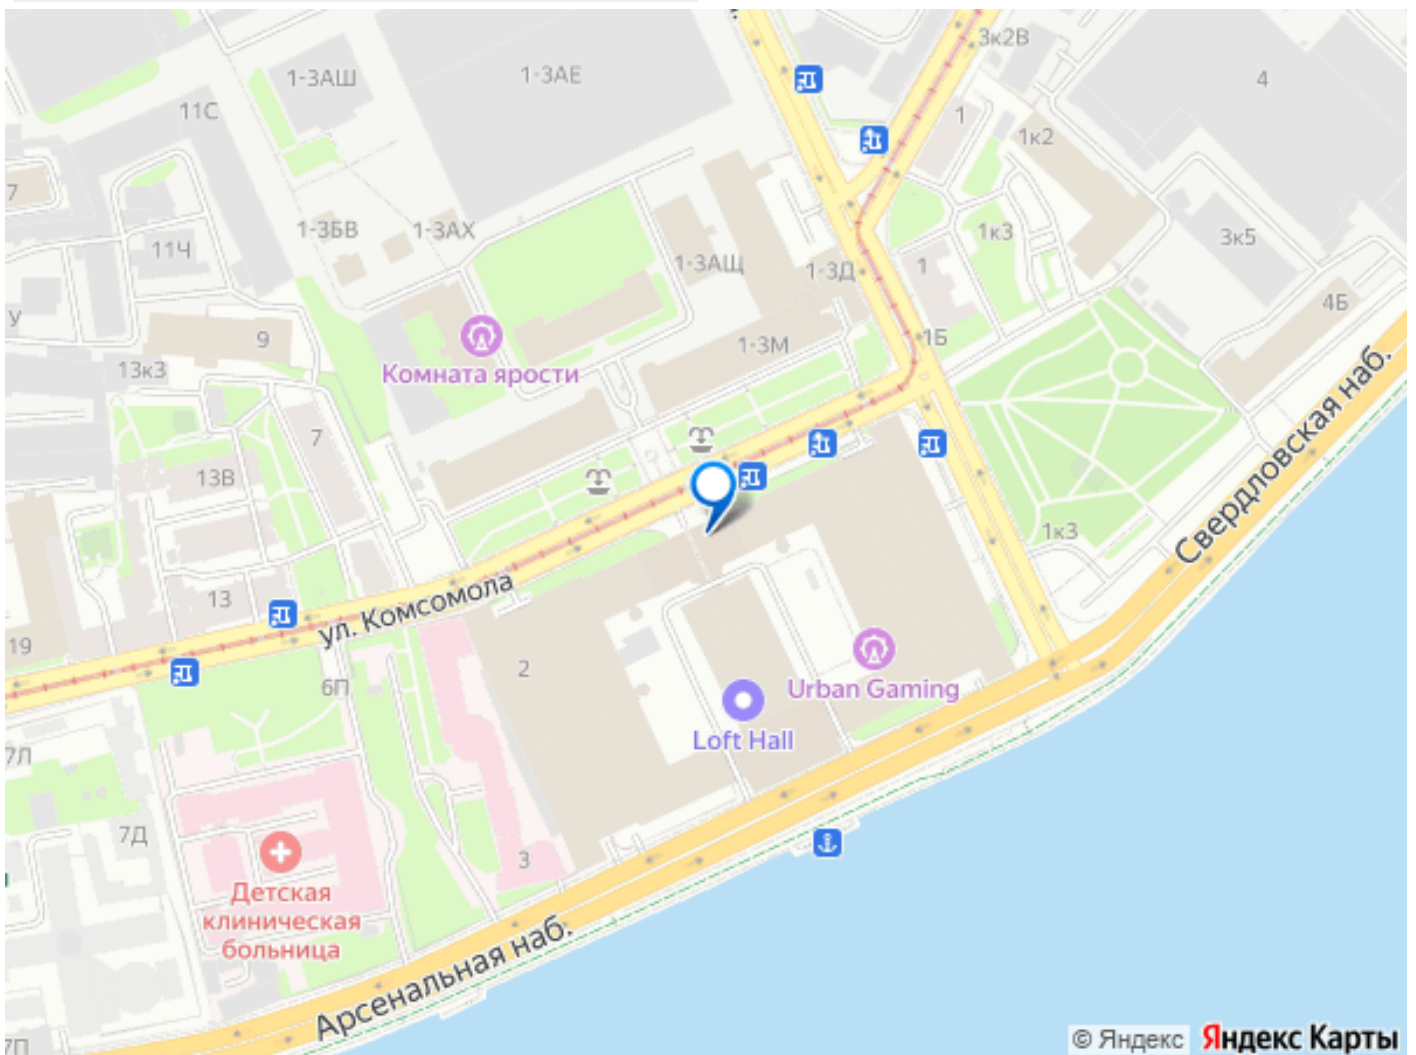 3к2В
1-3АШ
1-3АЕ
4
11С
1
1к2
7
1-3БВ
1-3АХ
1к3
3к5
11Ч
1-3АЩ
1-3Д
1
4Б
У
9
1-3М
1Б
13к3
Комната ярости
7
13В
1к3
Свердловская наб.
13
ул. Комсомола
19
2
6П
Urban Gaming
Loft Hall
7Л
7Д
3
Детская
клиническая
больница
Арсенальная наб.
7П
© Яндекс Яндекс Карты